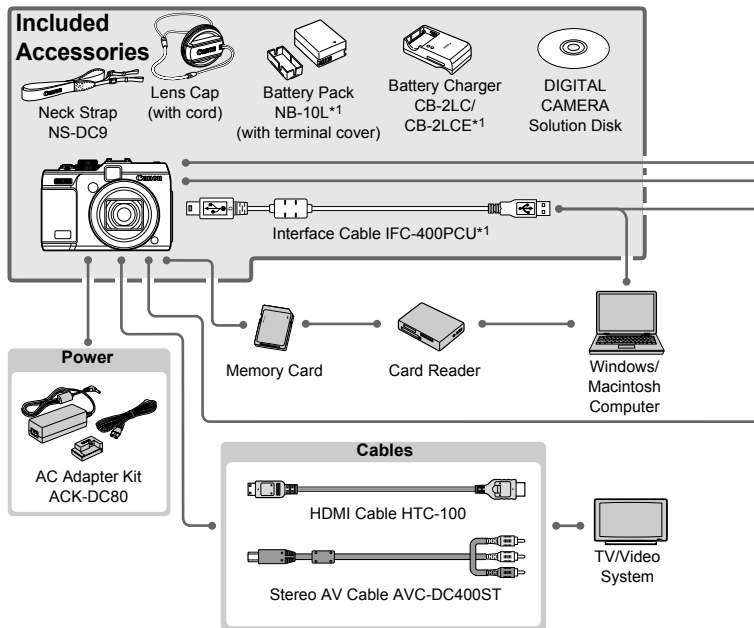 Included
Accessories
Neck Strap
NS-DC9
Lens Cap
(with cord)
Battery Pack
NB-10L*1
(with terminal cover)
Battery Charger
CB-2LC/
CB-2LCE*1
DIGITAL
CAMERA
Solution Disk
Canon
Interface Cable IFC-400PCU*1
Memory Card
Card Reader
Windows/
Macintosh
Computer
Power
AC Adapter Kit
ACK-DC80
Cables
HDMI Cable HTC-100
Stereo AV Cable AVC-DC400ST
TV/Video
System